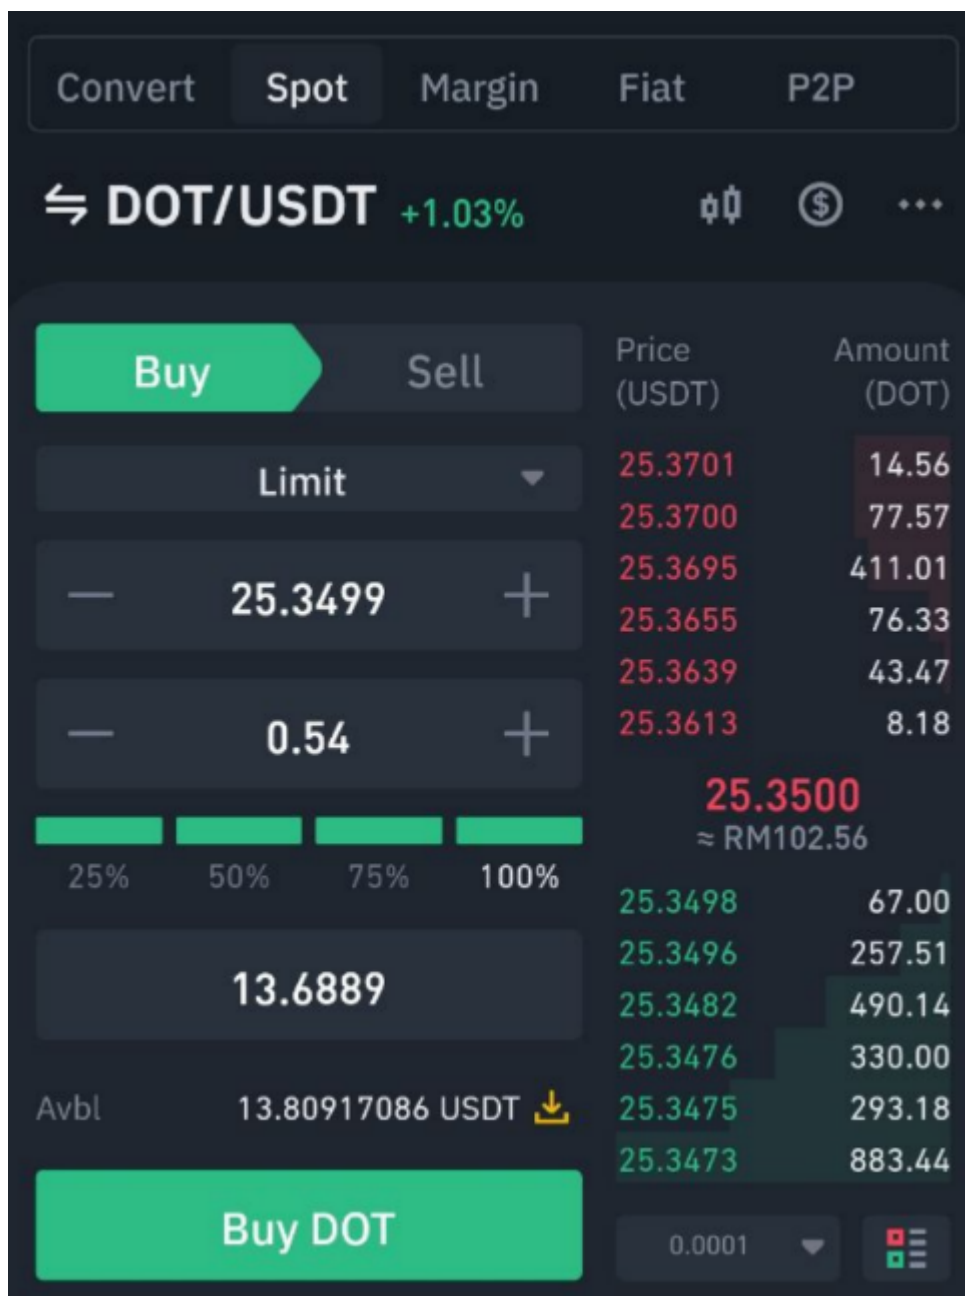 Convert Spot Margin Fiat P2P
DOT/USDT +1.03%
Buy Sell
Limit
25.3499
0.54
25% 50% 75% 100%
13.6889
Avbl 13.80917086 USDT
Buy DOT
Price Amount
(USDT) (DOT)
25.3701 14.56
25.3700 77.57
25.3695 411.01
25.3655 76.33
25.3639 43.47
25.3613 8.18
25.3500
≈ RM102.56
25.3498 67.00
25.3496 257.51
25.3482 490.14
25.3476 330.00
25.3475 293.18
25.3473 883.44
0.0001